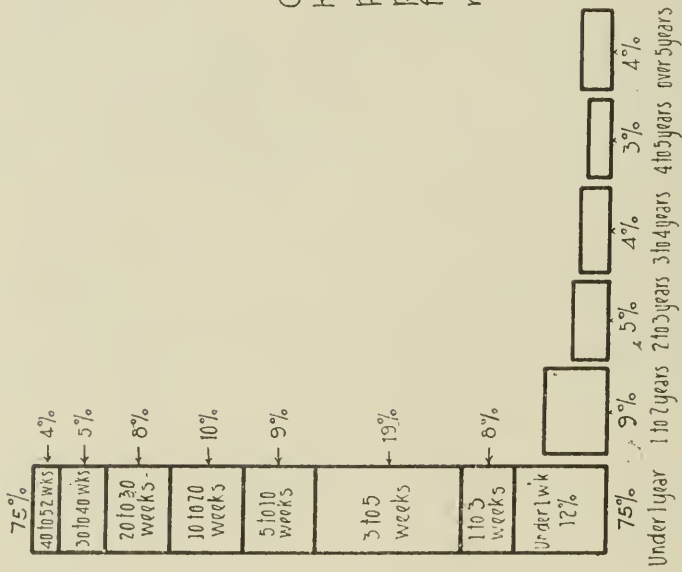 75%
40 to 52 wks ← 4%
30 to 40 wks ← 5%
20 to 30 ← 8%
weeks.
10 to 20 ← 10%
weeks
5 to 10 ← 9%
weeks
3 to 5 ← 19%
weeks
1 to 3 ← 8%
weeks
Under 1 wk
12%
75% 9% 5% 4% 3% 4%
Under 1 year 1 to 2 years 2 to 3 years 3 to 4 years 4 to 5 years over 5 years